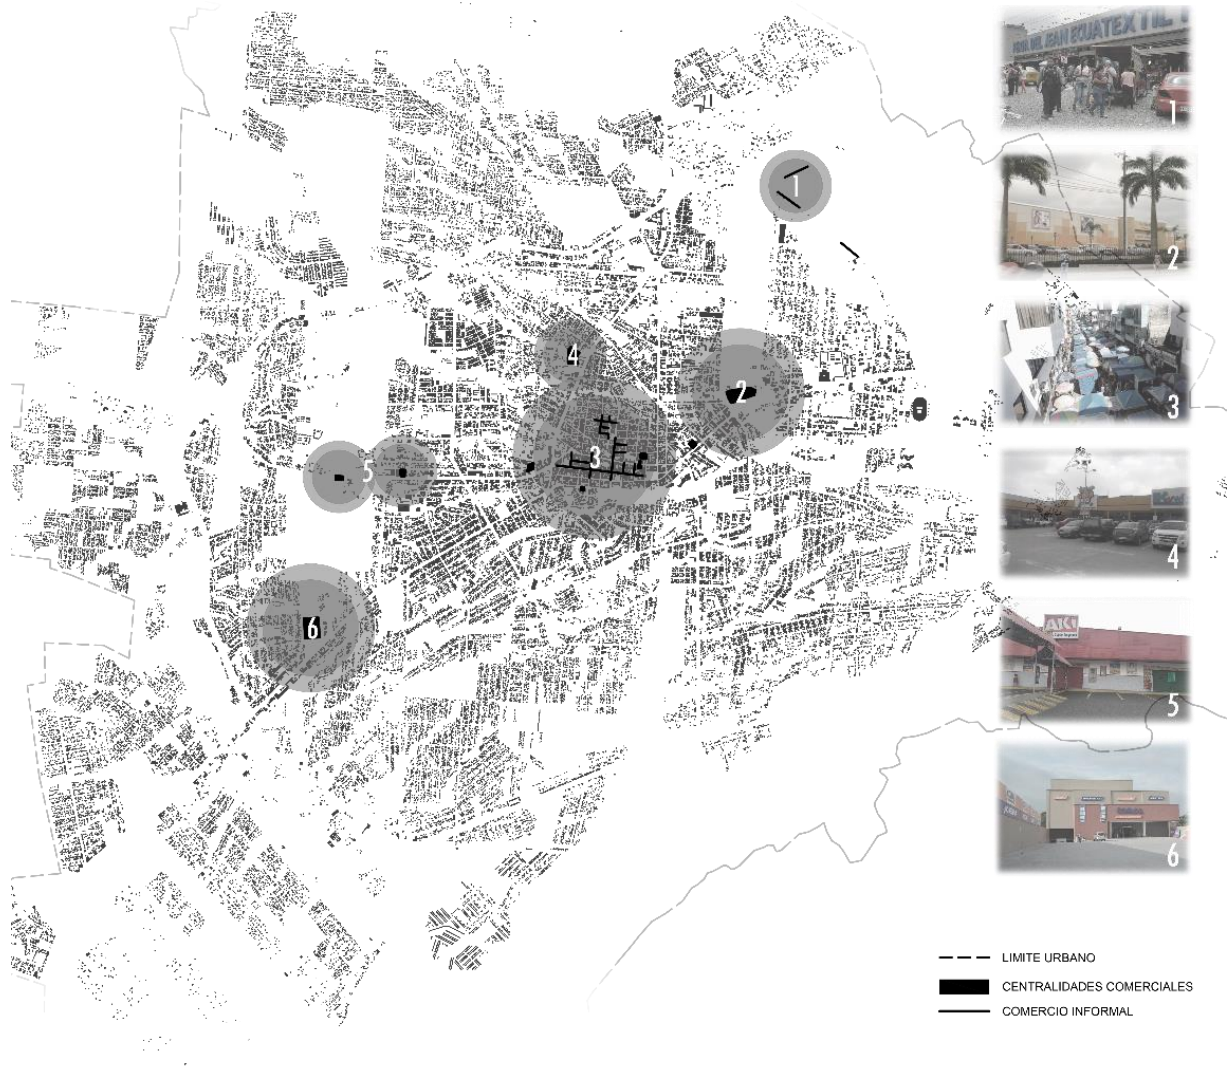 JEAN ECUATEXTIL
1
2
3
4
AKI
5
6
1
4
2
3
5
6
LIMITE URBANO
CENTRALIDADES COMERCIALES
COMERCIO INFORMAL